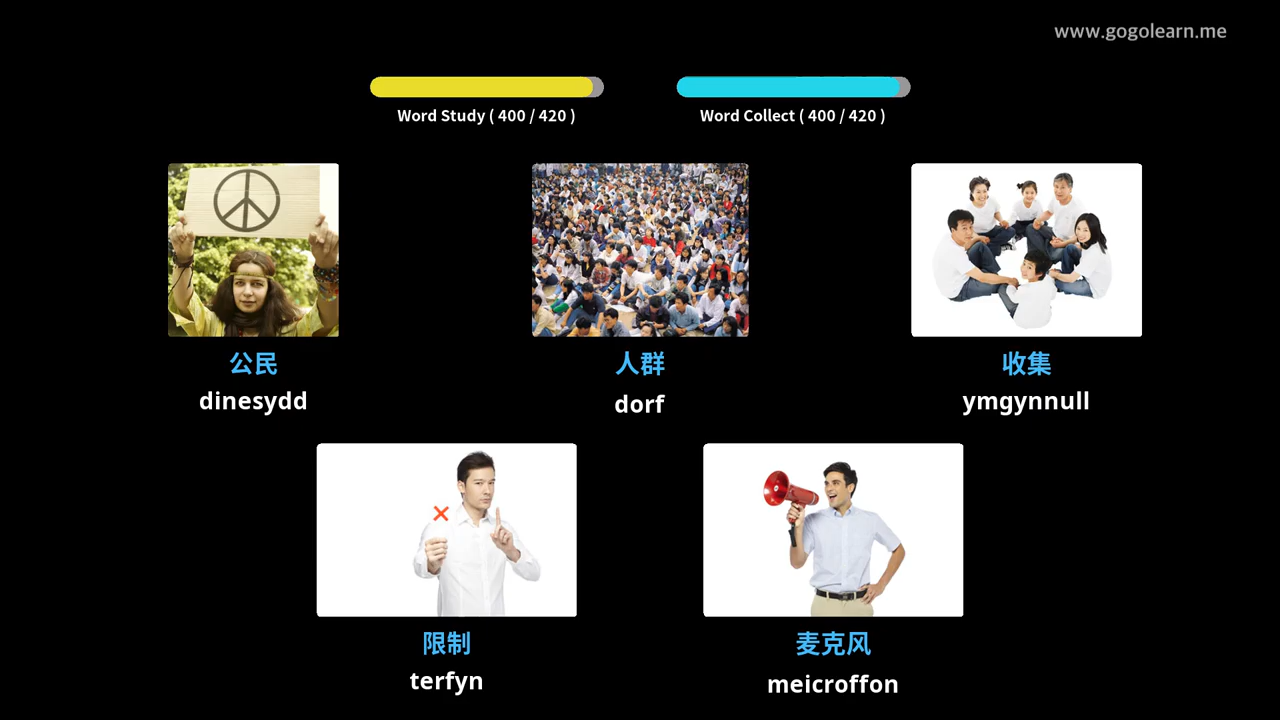 www.gogolearn.me
Word Study ( 400 / 420 )
Word Collect ( 400 / 420 )
公民
dinesydd
人群
dorf
收集
ymgynnull
限制
terfyn
麦克风
meicroffon